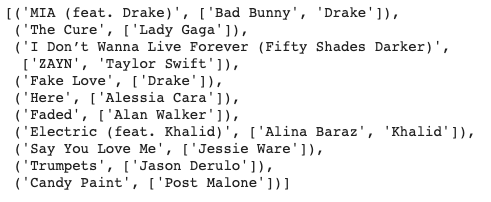 [('MIA (feat. Drake)', ['Bad Bunny', 'Drake']),
('The Cure', ['Lady Gaga']),
('I Don’t Wanna Live Forever (Fifty Shades Darker)',
['ZAYN', 'Taylor Swift']),
('Fake Love', ['Drake']),
('Here', ['Alessia Cara']),
('Faded', ['Alan Walker']),
('Electric (feat. Khalid)', ['Alina Baraz', 'Khalid']),
('Say You Love Me', ['Jessie Ware']),
('Trumpets', ['Jason Derulo']),
('Candy Paint', ['Post Malone'])]